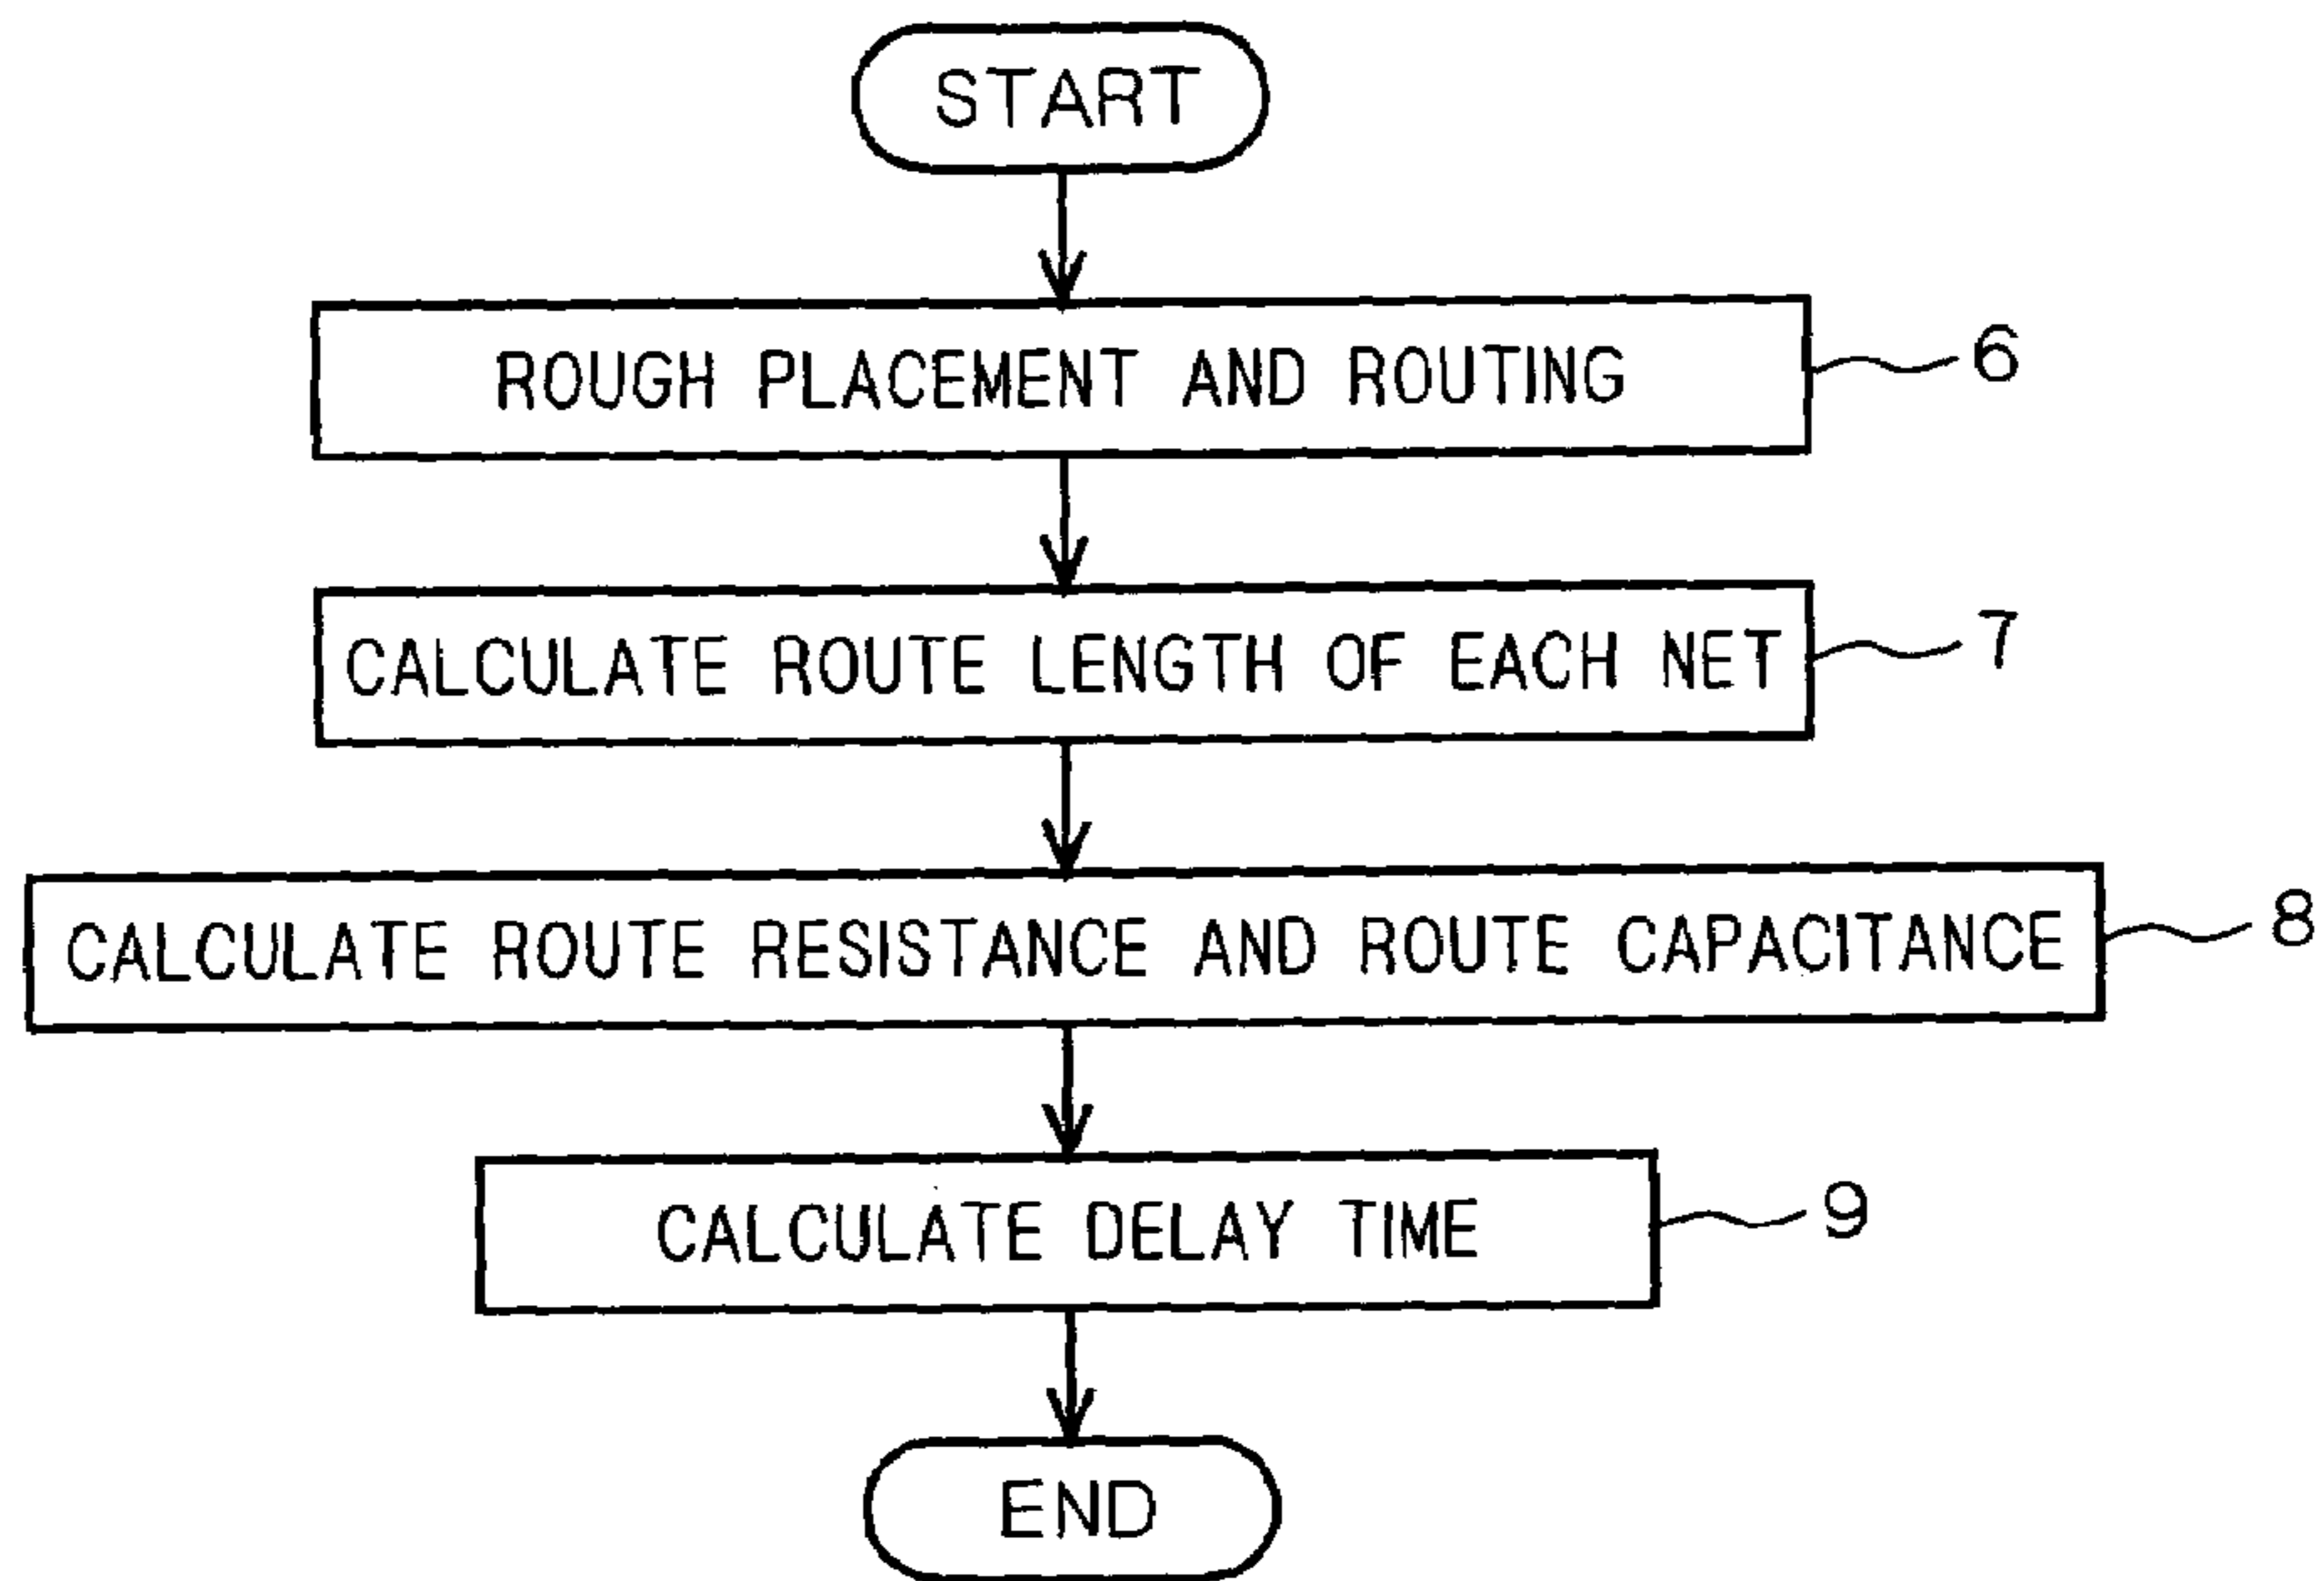 START
ROUGH PLACEMENT AND ROUTING
6
CALCULATE ROUTE LENGTH OF EACH NET
7
CALCULATE ROUTE RESISTANCE AND ROUTE CAPACITANCE
8
CALCULATE DELAY TIME
9
END